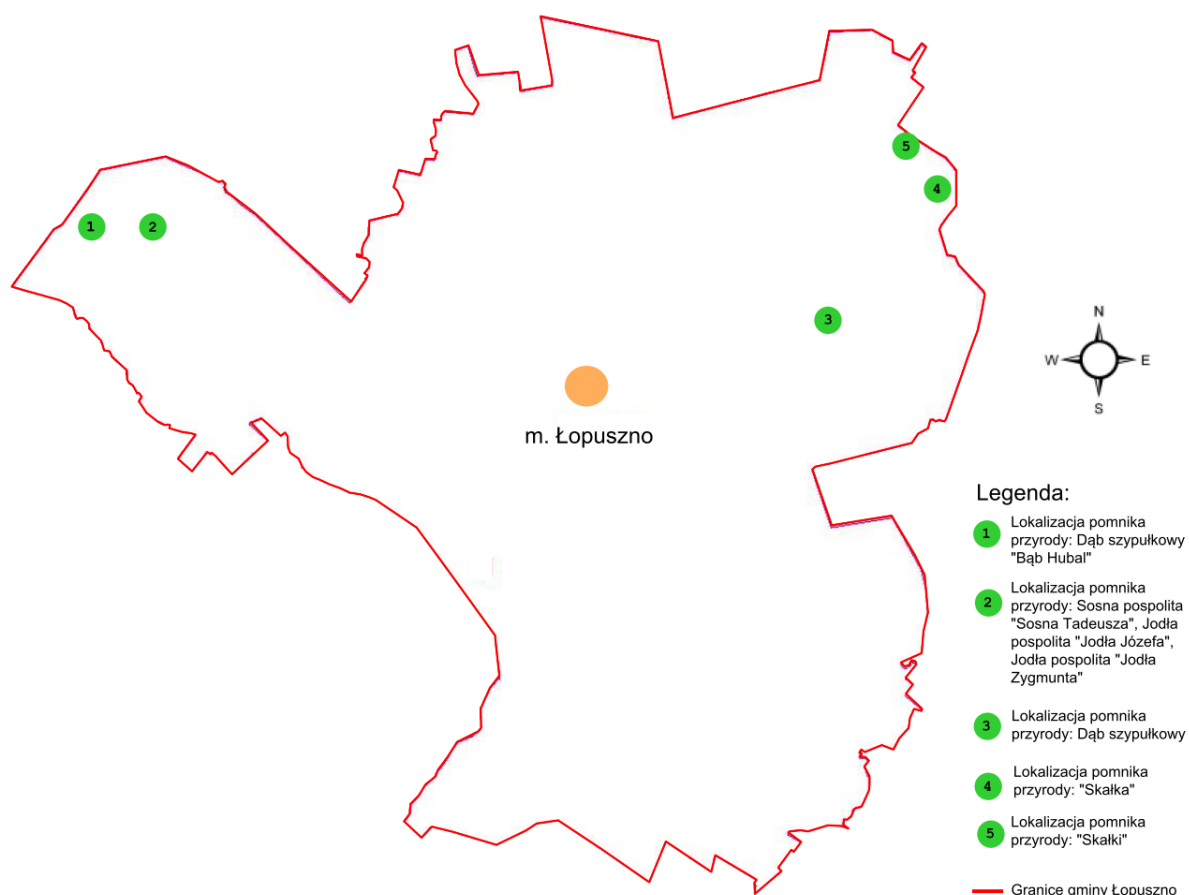 5
4
1
2
3
N
W
E
S
m. Łopuszno
Legenda:
1
Lokalizacja pomnika
przyrody: Dąb szypułkowy
"Bąb Hubal"
2
Lokalizacja pomnika
przyrody: Sosna pospolita
"Sosna Tadeusza", Jodła
pospolita "Jodła Józefa",
Jodła pospolita "Jodła
Zygmunta"
3
Lokalizacja pomnika
przyrody: Dąb szypułkowy
4
Lokalizacja pomnika
przyrody: "Skałka"
5
Lokalizacja pomnika
przyrody: "Skałki"
Granice gminy Łopuszno